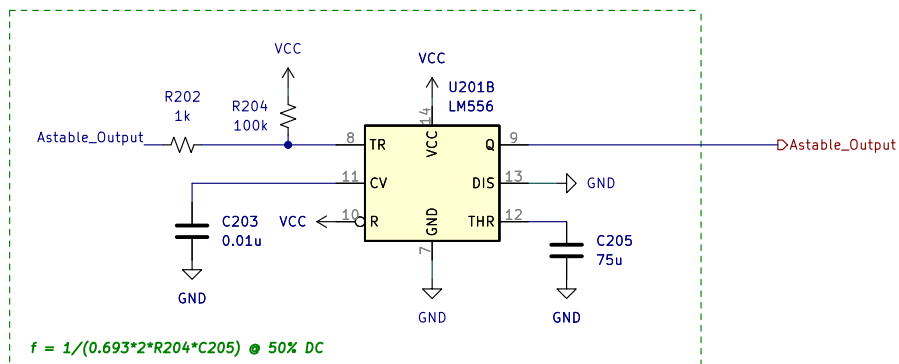 VCC
VCC
R202
1k
R204
100k
U201B
LM556
14
Astable_Output
8
TR
VCC
Q
9
Astable_Output
11
CV
DIS
13
GND
C203
0.01u
VCC
10
R
GND
THR
12
7
C205
75u
GND
GND
GND
f = 1/(0.693*2*R204*C205) @ 50% DC